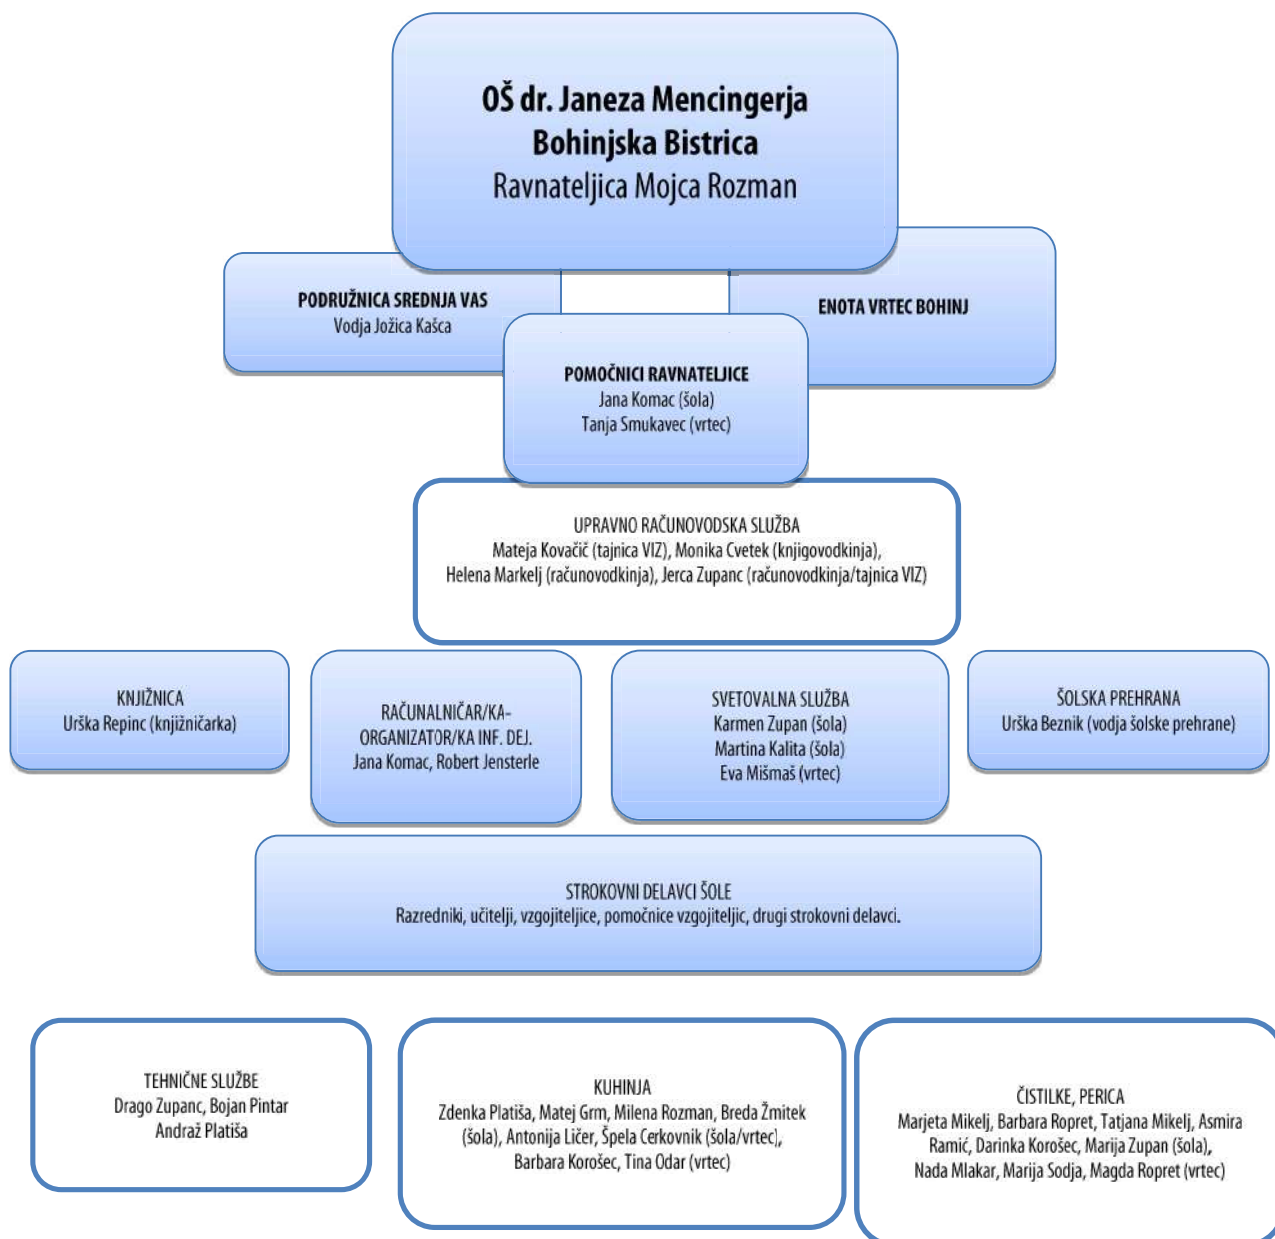 OŠ dr. Janeza Mencingerja
Bohinjska Bistrica
Ravnateljica Mojca Rozman
PODRUŽNICA SREDNJA VAS
Vodja Jožica Kašca
ENOTA VRTEC BOHINJ
POMOČNICI RAVNATELJICE
Jana Komac (šola)
Tanja Smukavec (vrtec)
UPRAVNO RAČUNOVODSKA SLUŽBA
Mateja Kovačič (tajnica VIZ), Monika Cvetek (knjigovodkinja),
Helena Markelj (računovodkinja), Jerca Zupanc (računovodkinja/tajnica VIZ)
KNJIŽNICA
Urška Repinc (knjižničarka)
RAČUNALNIČAR/KA-
ORGANIZATOR/KA INF. DEJ.
Jana Komac, Robert Jensterle
SVETOVALNA SLUŽBA
Karmen Zupan (šola)
Martina Kalita (šola)
Eva Mišmaš (vrtec)
ŠOLSKA PREHRANA
Urška Beznik (vodja šolske prehrane)
STROKOVNI DELAVCI ŠOLE
Razredniki, učitelji, vzgojiteljice, pomočnice vzgojiteljic, drugi strokovni delavci.
TEHNIČNE SLUŽBE
Drago Zupanc, Bojan Pintar
Andraž Platiša
KUHINJA
Zdenka Platiša, Matej Grm, Milena Rozman, Breda Žmitek
(šola), Antonija Ličer, Špela Cerkovnik (šola/vrtec),
Barbara Korošec, Tina Odar (vrtec)
ČISTILKE, PERICA
Marjeta Mikelj, Barbara Ropret, Tatjana Mikelj, Asmira
Ramić, Darinka Korošec, Marija Zupan (šola),
Nada Mlakar, Marija Sodja, Magda Ropret (vrtec)